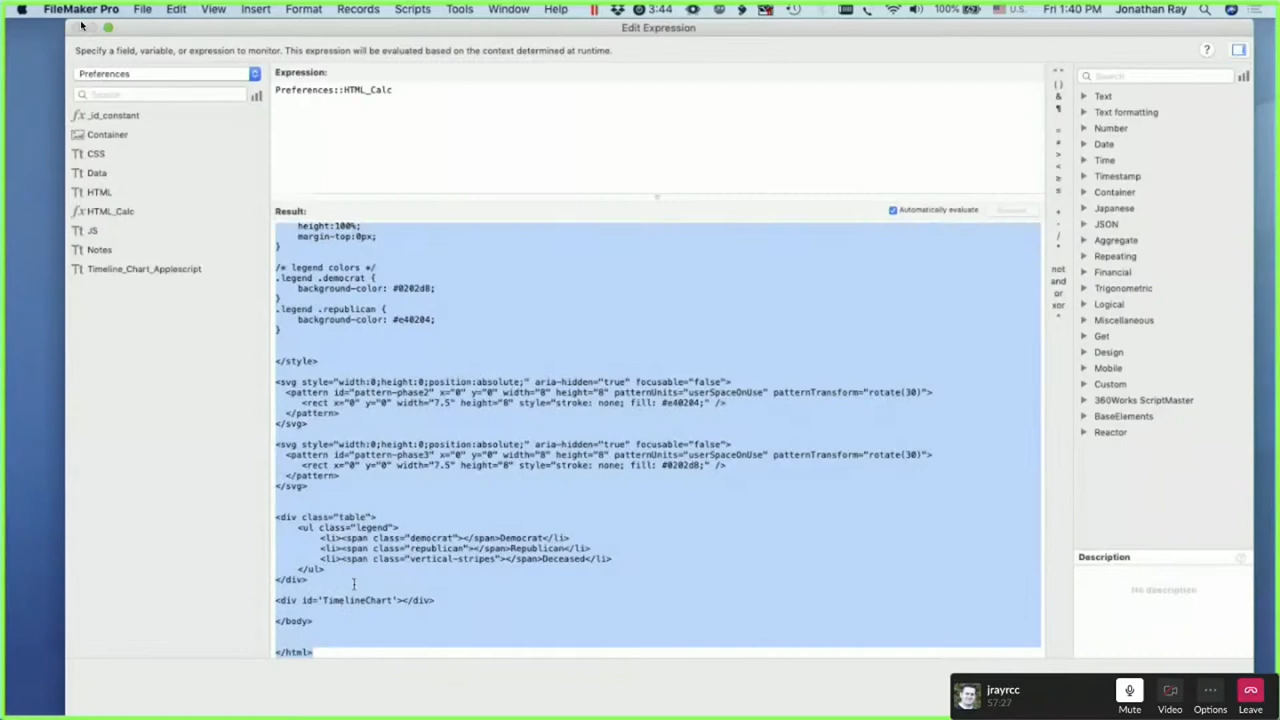 FileMaker Pro File Edit View Insert Format Records Scripts Tools Window Help 3:44 100% U.S. Fri 1:40 PM Jonathan Ray
Edit Expression
Specify a field, variable, or expression to monitor. This expression will be evaluated based on the context determined at runtime.
?
Preferences
Search
_id_constant
Container
CSS
Data
HTML
HTML_Calc
JS
Notes
Timeline_Chart_Applescript
Expression:
Preferences::HTML_Calc
Result:
Automatically evaluate
height:100%;
margin-top:0px;
}
/* legend colors */
.legend .democrat {
background-color: #0202d8;
}
.legend .republican {
background-color: #e40204;
}
</style>
<svg style="width:0;height:0;position:absolute;" aria-hidden="true" focusable="false">
<pattern id="pattern-phase2" x="0" y="0" width="8" height="8" patternUnits="userSpaceOnUse" patternTransform="rotate(30)">
<rect x="0" y="0" width="7.5" height="8" style="stroke: none; fill: #e40204;" />
</pattern>
</svg>
<svg style="width:0;height:0;position:absolute;" aria-hidden="true" focusable="false">
<pattern id="pattern-phase3" x="0" y="0" width="8" height="8" patternUnits="userSpaceOnUse" patternTransform="rotate(30)">
<rect x="0" y="0" width="7.5" height="8" style="stroke: none; fill: #0202d8;" />
</pattern>
</svg>
<div class="table">
<ul class="legend">
<li><span class="democrat"></span>Democrat</li>
<li><span class="republican"></span>Republican</li>
<li><span class="vertical-stripes"></span>Deceased</li>
</ul>
</div>
<div id='TimelineChart'></div>
</body>
</html>
( )
&
¶
=
≠
>
<
≥
≤
+
-
/
*
not
and
or
xor
^
Search
Text
Text formatting
Number
Date
Time
Timestamp
Container
Japanese
JSON
Aggregate
Repeating
Financial
Trigonometric
Logical
Miscellaneous
Get
Design
Mobile
Custom
360Works ScriptMaster
BaseElements
Reactor
Description
No description
jrayrcc
57:27
Mute Video Options Leave